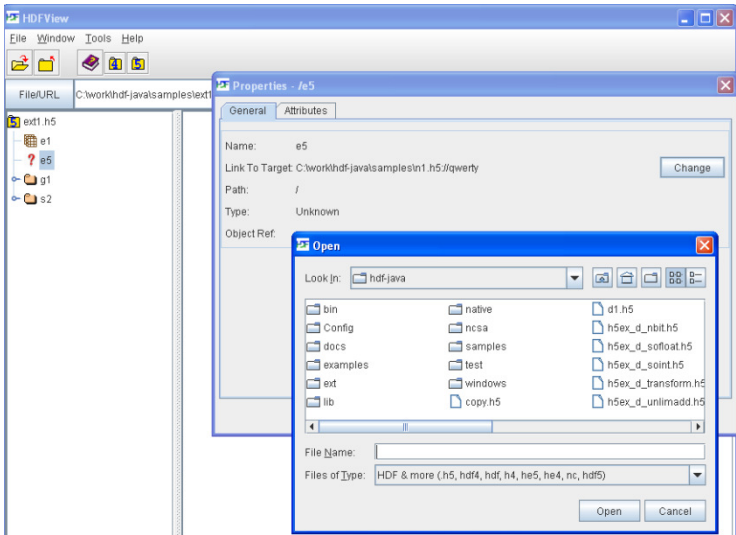 HDFView
File Window Tools Help
File/URL C:\work\hdf-java\samples\ext1
ext1.h5
e1
e5
g1
s2
Properties - /e5
General Attributes
Name: e5
Link To Target: C:\work\hdf-java\samples\n1.h5://qwerty
Change
Path: /
Type: Unknown
Object Ref:
Open
Look In: hdf-java
bin native d1.h5
Config ncsa h5ex_d_nbit.h5
docs samples h5ex_d_sofloat.h5
examples test h5ex_d_soint.h5
ext windows h5ex_d_transform.h5
lib copy.h5 h5ex_d_unlimadd.h5
File Name:
Files of Type: HDF & more (.h5, hdf4, hdf, h4, he5, he4, nc, hdf5)
Open Cancel